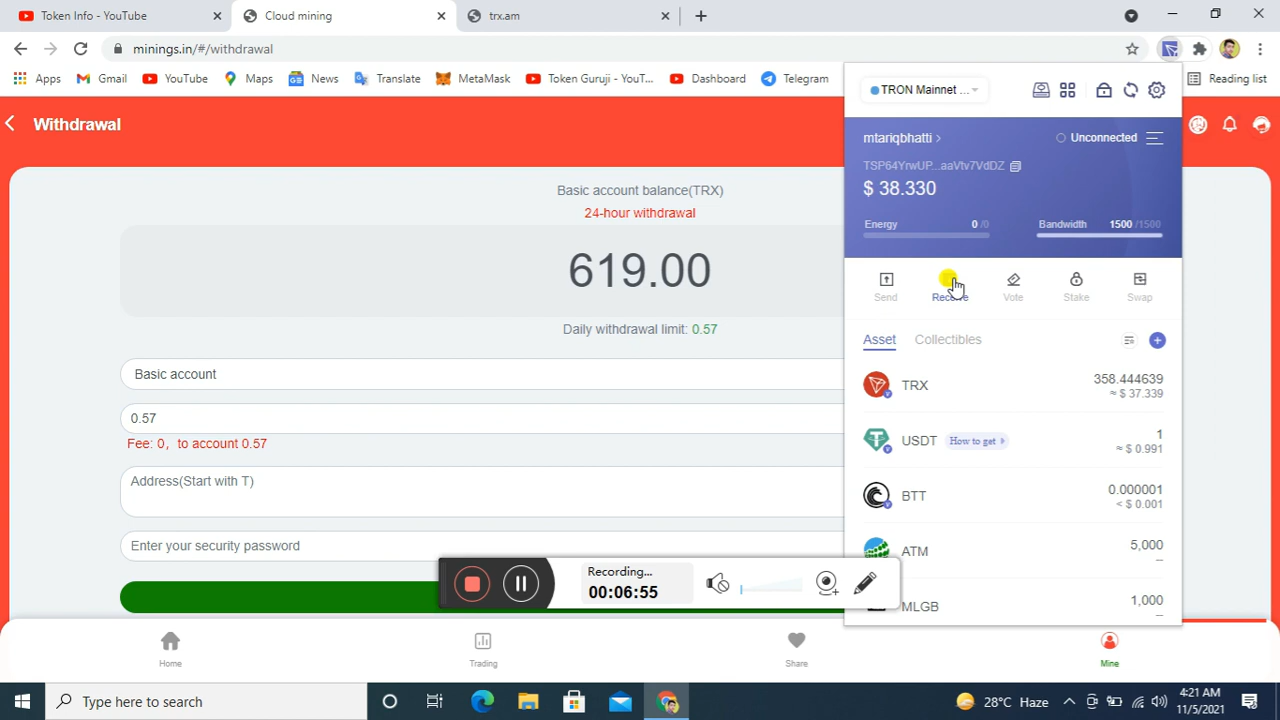 Token Info - YouTube
Cloud mining
trx.am
minings.in/#/withdrawal
Apps
Gmail
YouTube
Maps
News
Translate
MetaMask
Token Guruji - YouT...
Dashboard
Telegram
Reading list
Withdrawal
Basic account balance(TRX)
24-hour withdrawal
619.00
Daily withdrawal limit: 0.57
Basic account
0.57
Fee: 0, to account 0.57
Address(Start with T)
Enter your security password
TRON Mainnet ...
mtariqbhatti >
Unconnected
TSP64YrwUP...aaVtv7VdDZ
$ 38.330
Energy 0 /0
Bandwidth 1500 /1500
Send
Receive
Vote
Stake
Swap
Asset
Collectibles
TRX
358.444639
≈ $ 37.339
USDT
How to get
1
≈ $ 0.991
BTT
0.000001
< $ 0.001
ATM
5,000
–
MLGB
1,000
–
Recording...
00:06:55
Home
Trading
Share
Mine
Type here to search
28°C Haze
4:21 AM
11/5/2021